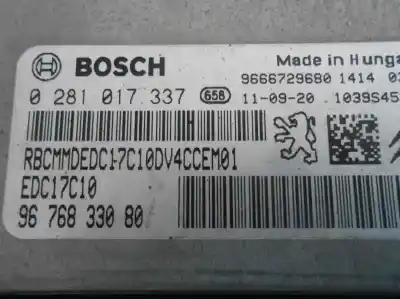 BOSCH
Made in Hunga
9666729680 1414
0 281 017 337 658 11-09-20 .1039S45
RBCMMDEDC17C10DV4CCEM01
EDC17C10
96 768 330 80